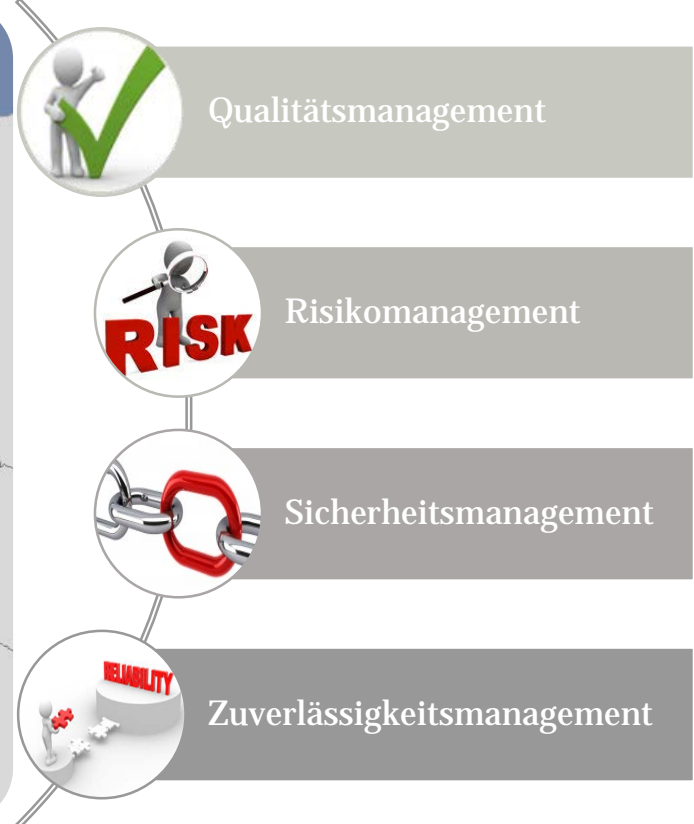 Qualitätsmanagement
RISK
Risikomanagement
Sicherheitsmanagement
RELIABILITY
Zuverlässigkeitsmanagement